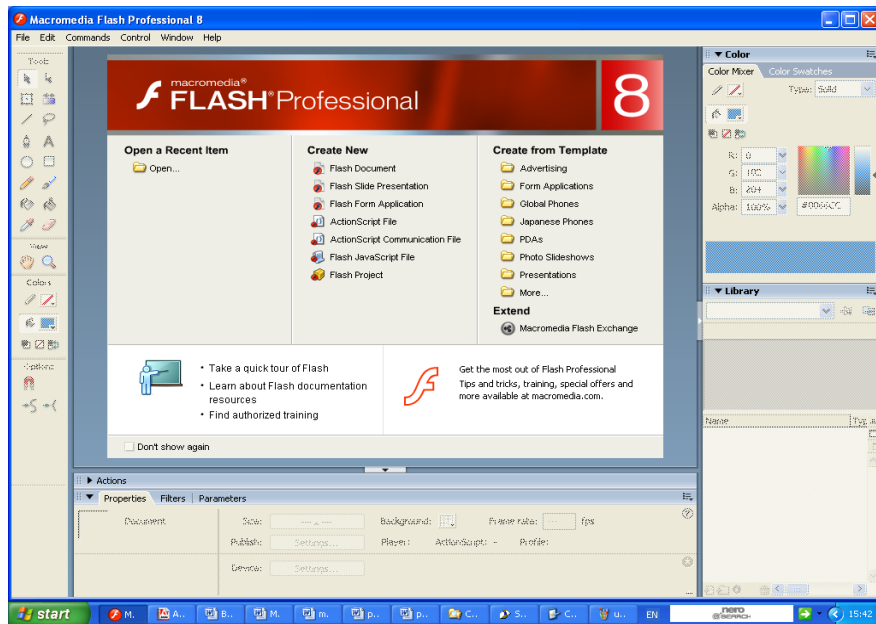 Macromedia Flash Professional 8
File Edit Commands Control Window Help
Tools
View
Colors
Options
macromedia®
FLASH® Professional 8
Open a Recent Item
Open...
Create New
Flash Document
Flash Slide Presentation
Flash Form Application
ActionScript File
ActionScript Communication File
Flash JavaScript File
Flash Project
Create from Template
Advertising
Form Applications
Global Phones
Japanese Phones
PDAs
Photo Slideshows
Presentations
More...
Extend
Macromedia Flash Exchange
• Take a quick tour of Flash
• Learn about Flash documentation
resources
• Find authorized training
Get the most out of Flash Professional
Tips and tricks, training, special offers and
more available at macromedia.com.
Don't show again
Color
Color Mixer Color Swatches
Type: Solid
R: 0
G: 102
B: 204
Alpha: 100% #0066CC
Library
Name
Actions
Properties Filters Parameters
Document Size: Background: Frame rate: fps
Publish: Settings... Player: ActionScript: - Profile:
Device: Settings...
start M. A.. B.. M. m. p.. p.. C.. S.. C.. u.. EN nero SEARCH 15:42